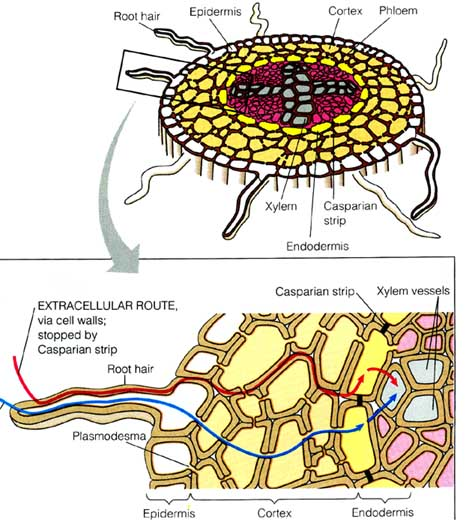 Root hair
Epidermis
Cortex
Phloem
Xylem
Casparian
strip
Endodermis
EXTRACELLULAR ROUTE,
via cell walls;
stopped by
Casparian strip
Root hair
Casparian strip
Xylem vessels
Plasmodesma
Epidermis
Cortex
Endodermis